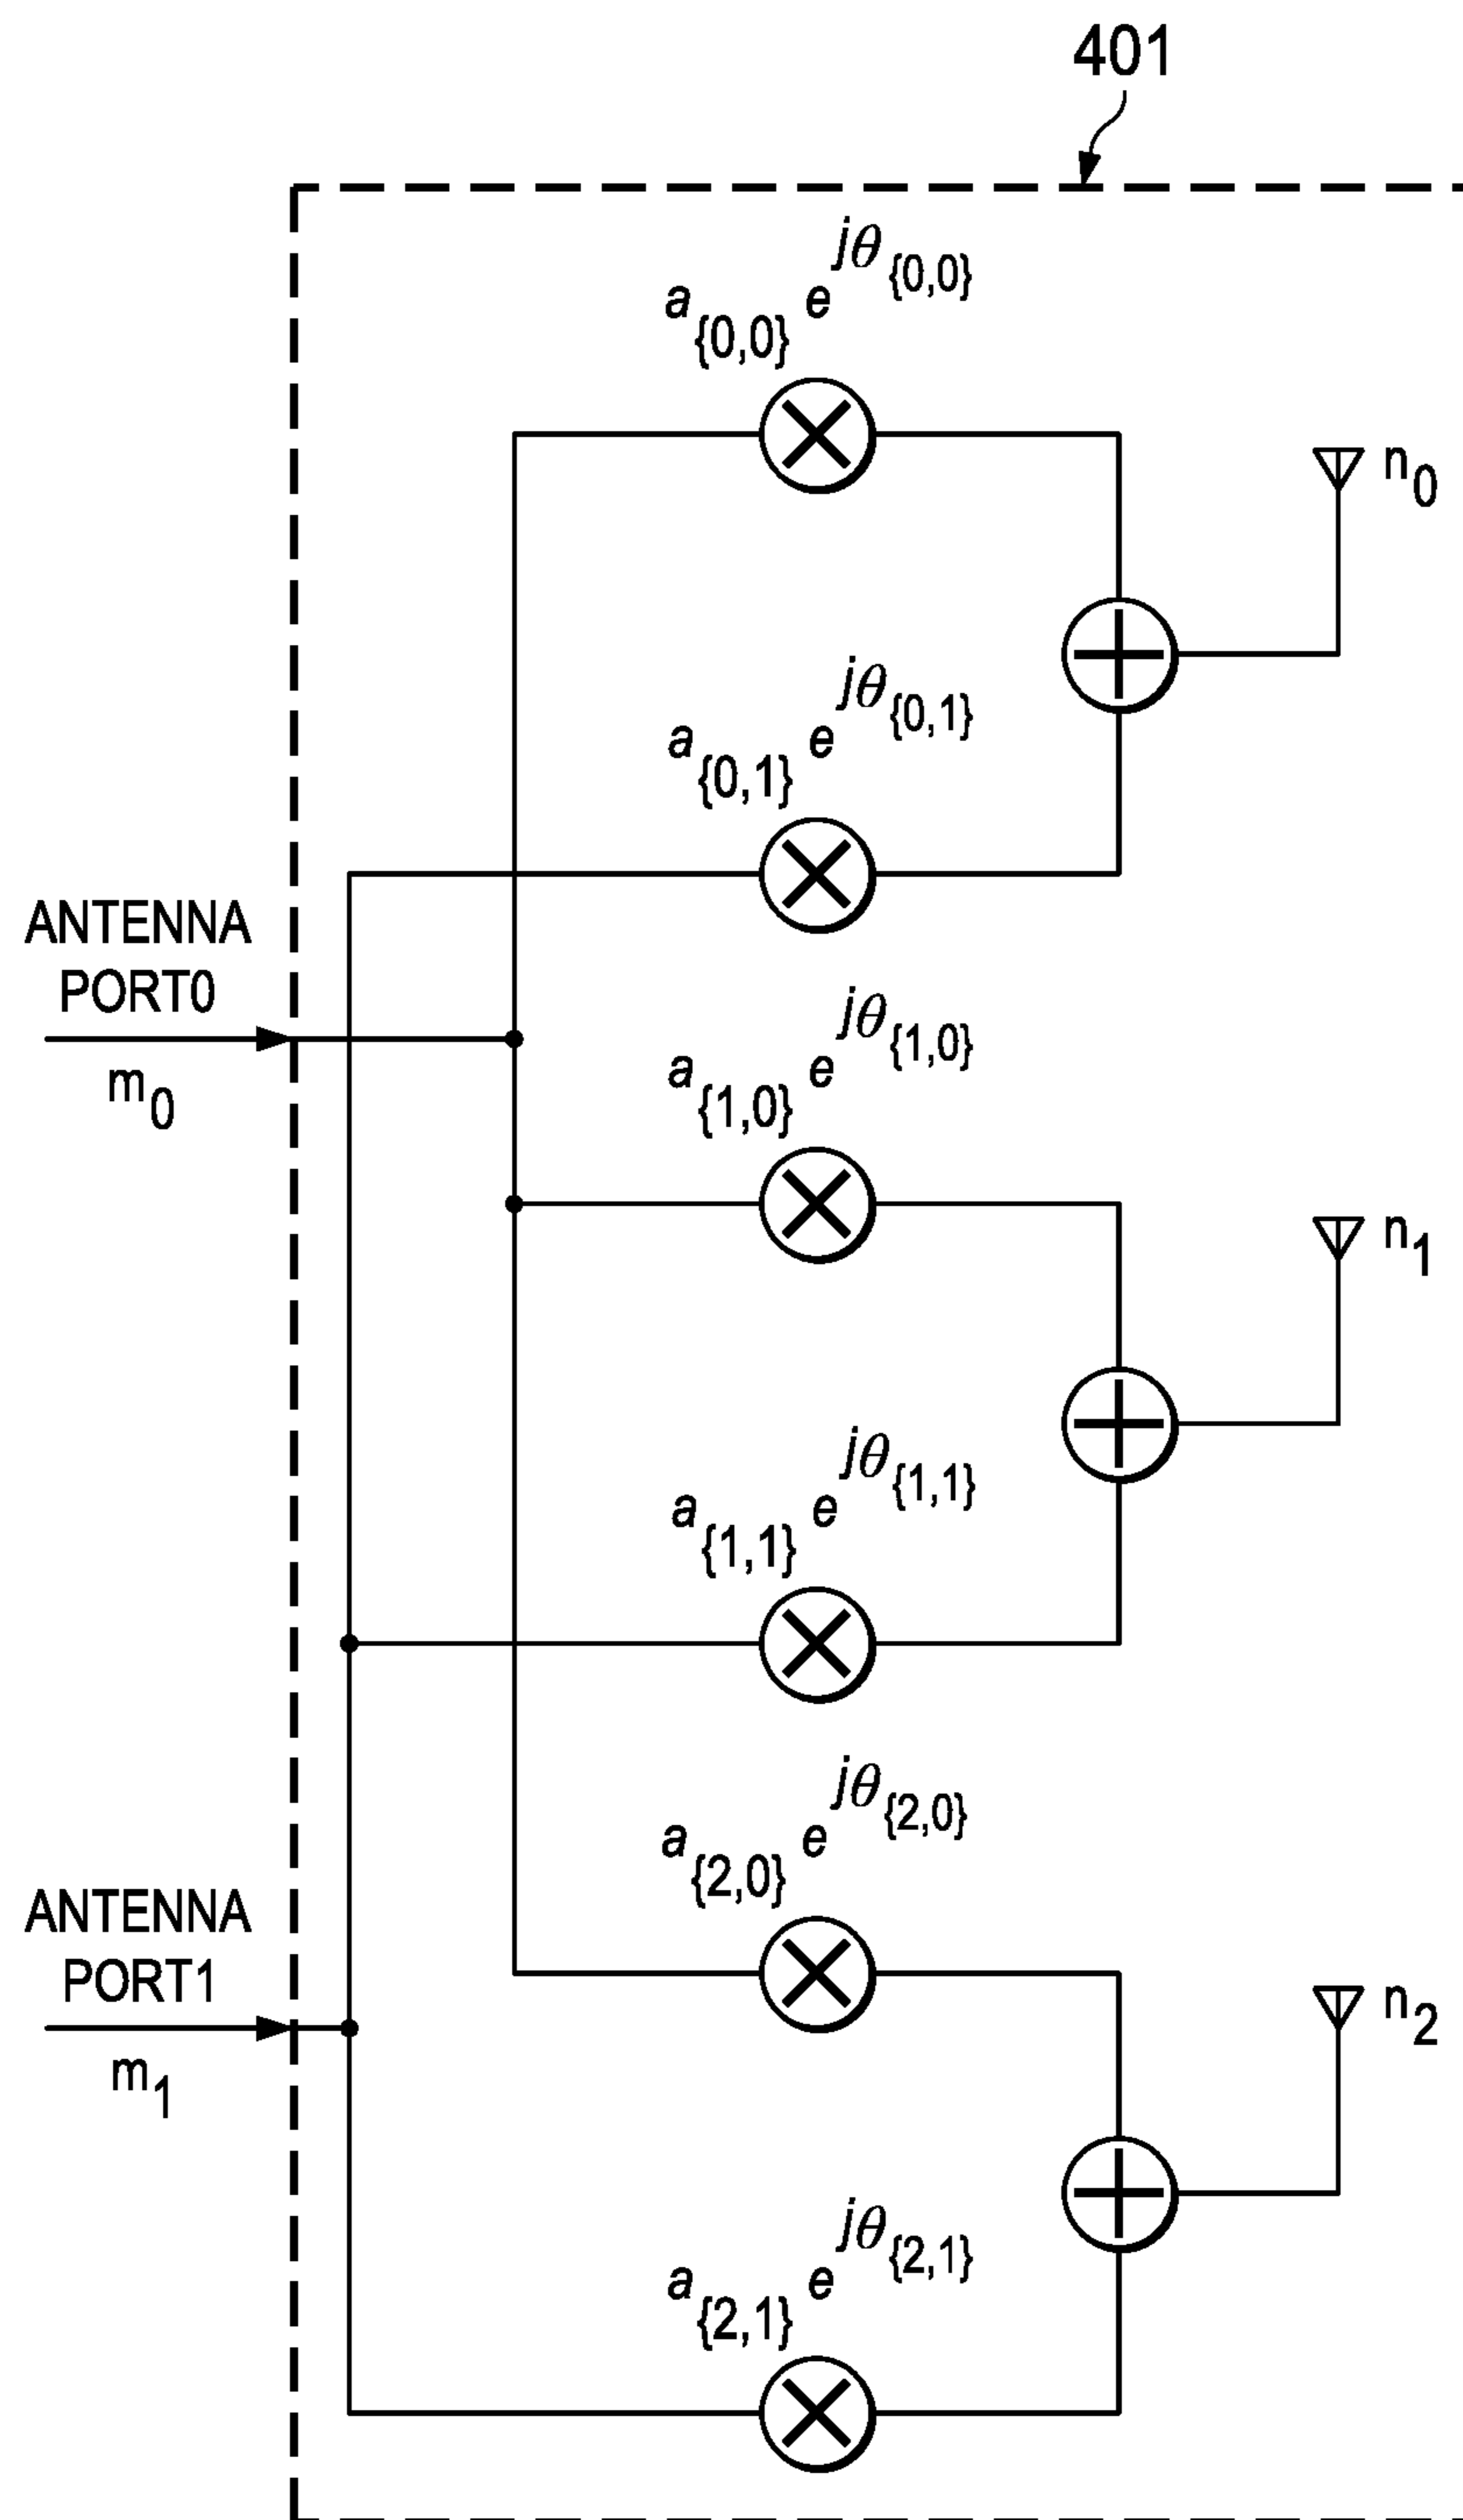 401
a{0,0} e jθ{0,0}
n0
a{0,1} e jθ{0,1}
ANTENNA
PORT0
m0
a{1,0} e jθ{1,0}
n1
a{1,1} e jθ{1,1}
a{2,0} e jθ{2,0}
ANTENNA
PORT1
m1
n2
a{2,1} e jθ{2,1}